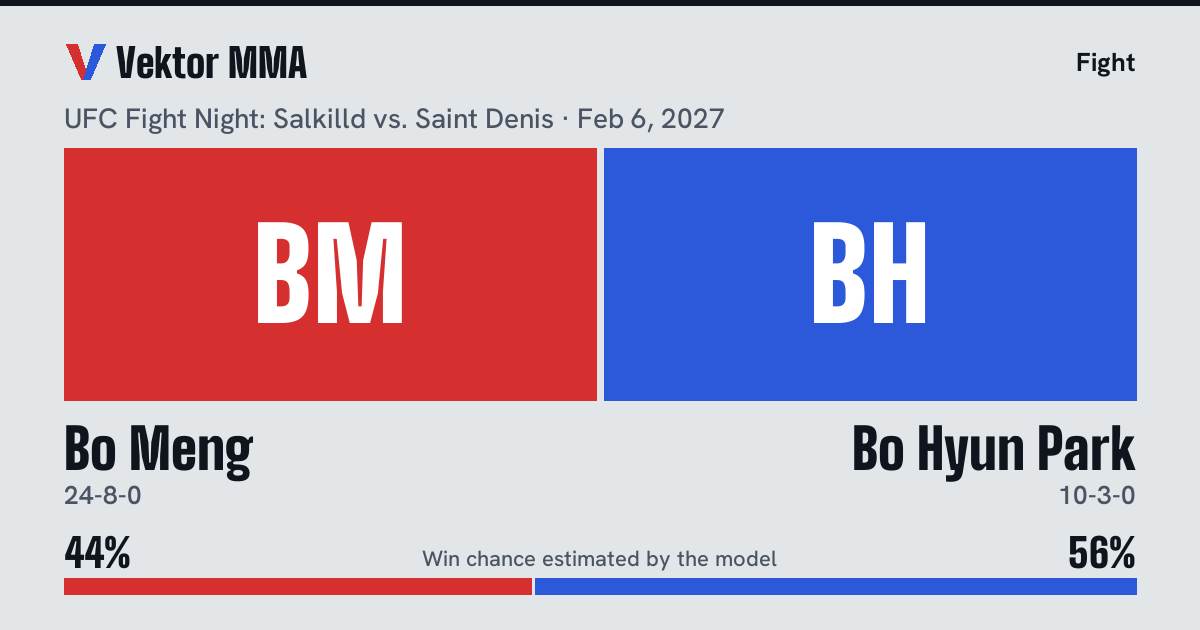 Vektor MMA
Fight
UFC Fight Night: Salkilld vs. Saint Denis · Feb 6, 2027
BM
BH
Bo Meng
Bo Hyun Park
24-8-0
10-3-0
44%
Win chance estimated by the model
56%